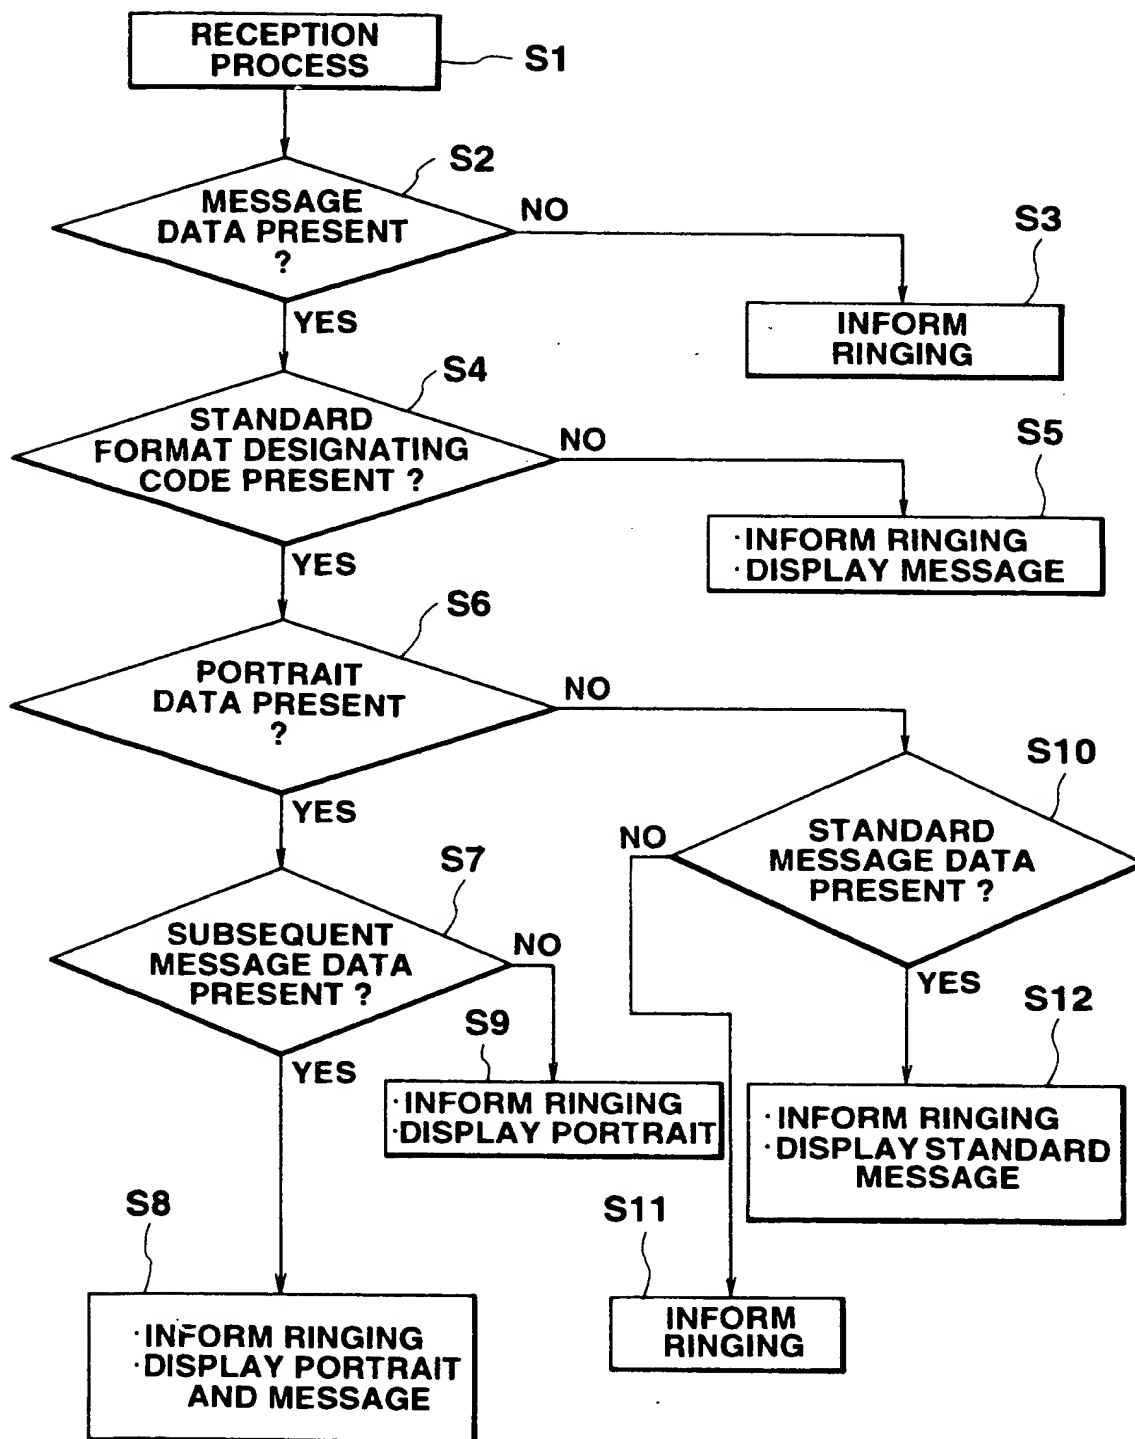 RECEPTION
PROCESS
S1
S2
MESSAGE
DATA PRESENT
?
NO
YES
S3
INFORM
RINGING
S4
STANDARD
FORMAT DESIGNATING
CODE PRESENT ?
NO
YES
S5
·INFORM RINGING
·DISPLAY MESSAGE
S6
PORTRAIT
DATA PRESENT
?
NO
YES
S10
STANDARD
MESSAGE DATA
PRESENT ?
NO
YES
S7
SUBSEQUENT
MESSAGE DATA
PRESENT ?
NO
YES
S9
·INFORM RINGING
·DISPLAY PORTRAIT
S12
·INFORM RINGING
·DISPLAY STANDARD
MESSAGE
S8
·INFORM RINGING
·DISPLAY PORTRAIT
AND MESSAGE
S11
INFORM
RINGING